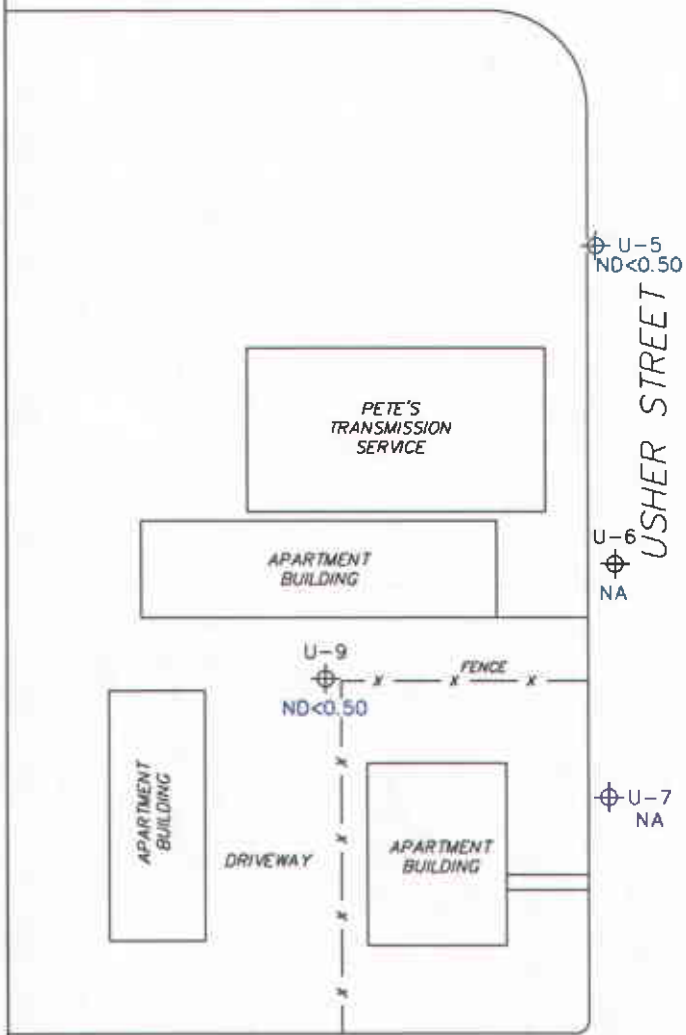 U-5
ND<0.50
USHER STREET
PETE'S
TRANSMISSION
SERVICE
U-6
NA
APARTMENT
BUILDING
U-9
ND<0.50
FENCE
x x x
x
x
x
x
APARTMENT
BUILDING
DRIVEWAY
APARTMENT
BUILDING
U-7
NA